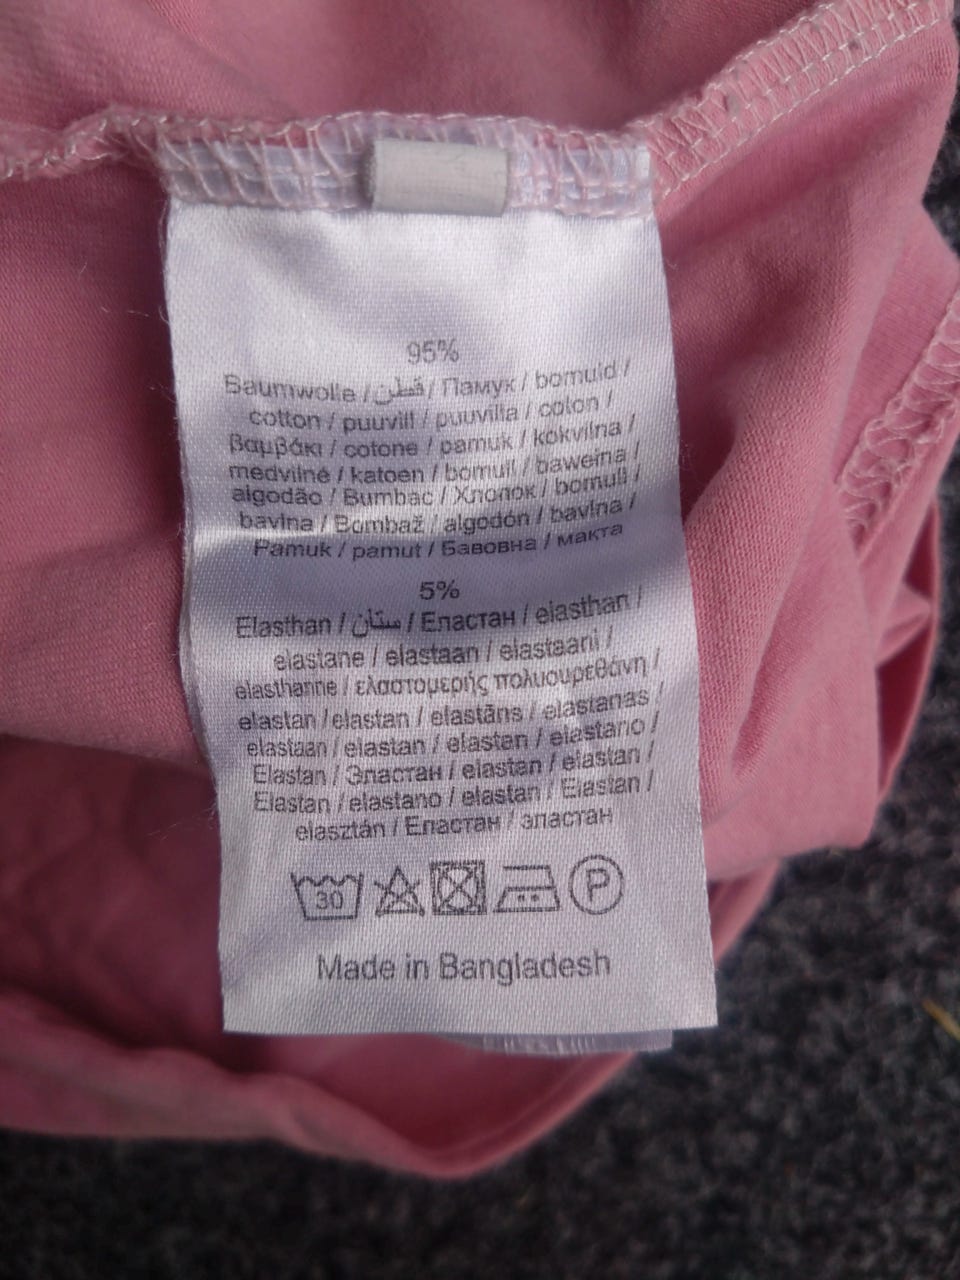 95%
Baumwolle / قطن / Памук / bomuld /
cotton / puuvill / puuvilla / coton /
βαμβάκι / cotone / pamuk / kokvilna /
medvilnė / katoen / bomull / bawełna /
algodão / Bumbac / Хлопок / bomull /
bavlna / Bombaž / algodón / bavlna /
Pamuk / pamut / Бавовна / мақта
5%
Elasthan / ستان / Еластан / elasthan /
elastane / elastaan / elastaani /
elasthanne / ελαστομερής πολυουρεθάνη /
elastan / elastan / elastāns / elastanas /
elastaan / elastan / elastan / elastano /
Elastan / Эластан / elastan / elastan /
Elastan / elastano / elastan / Elastan /
elasztán / Еластан / эластан
30
P
Made in Bangladesh